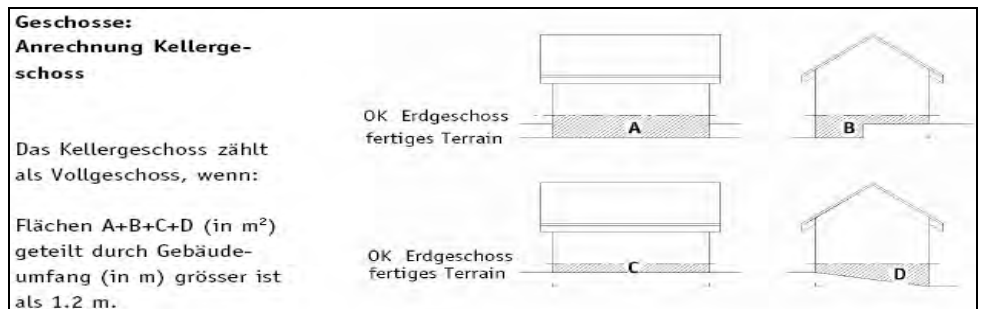 Geschosse:
Anrechnung Kellerge-
schoss
Das Kellergeschoss zählt
als Vollgeschoss, wenn:
Flächen A+B+C+D (in m²)
geteilt durch Gebäude-
umfang (in m) grösser ist
als 1.2 m.
OK Erdgeschoss
fertiges Terrain
A
B
OK Erdgeschoss
fertiges Terrain
C
D